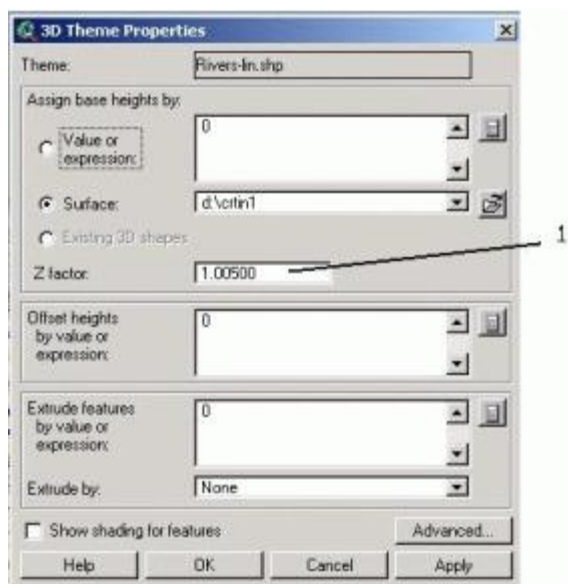 3D Theme Properties
Theme: Rivers-lin.shp
Assign base heights by:
Value or
expression:
0
Surface: d:\crtin1
Existing 3D shapes
1
Z factor: 1.00500
Offset heights
by value or
expression:
0
Extrude features
by value or
expression:
0
Extrude by: None
Show shading for features
Advanced...
Help OK Cancel Apply